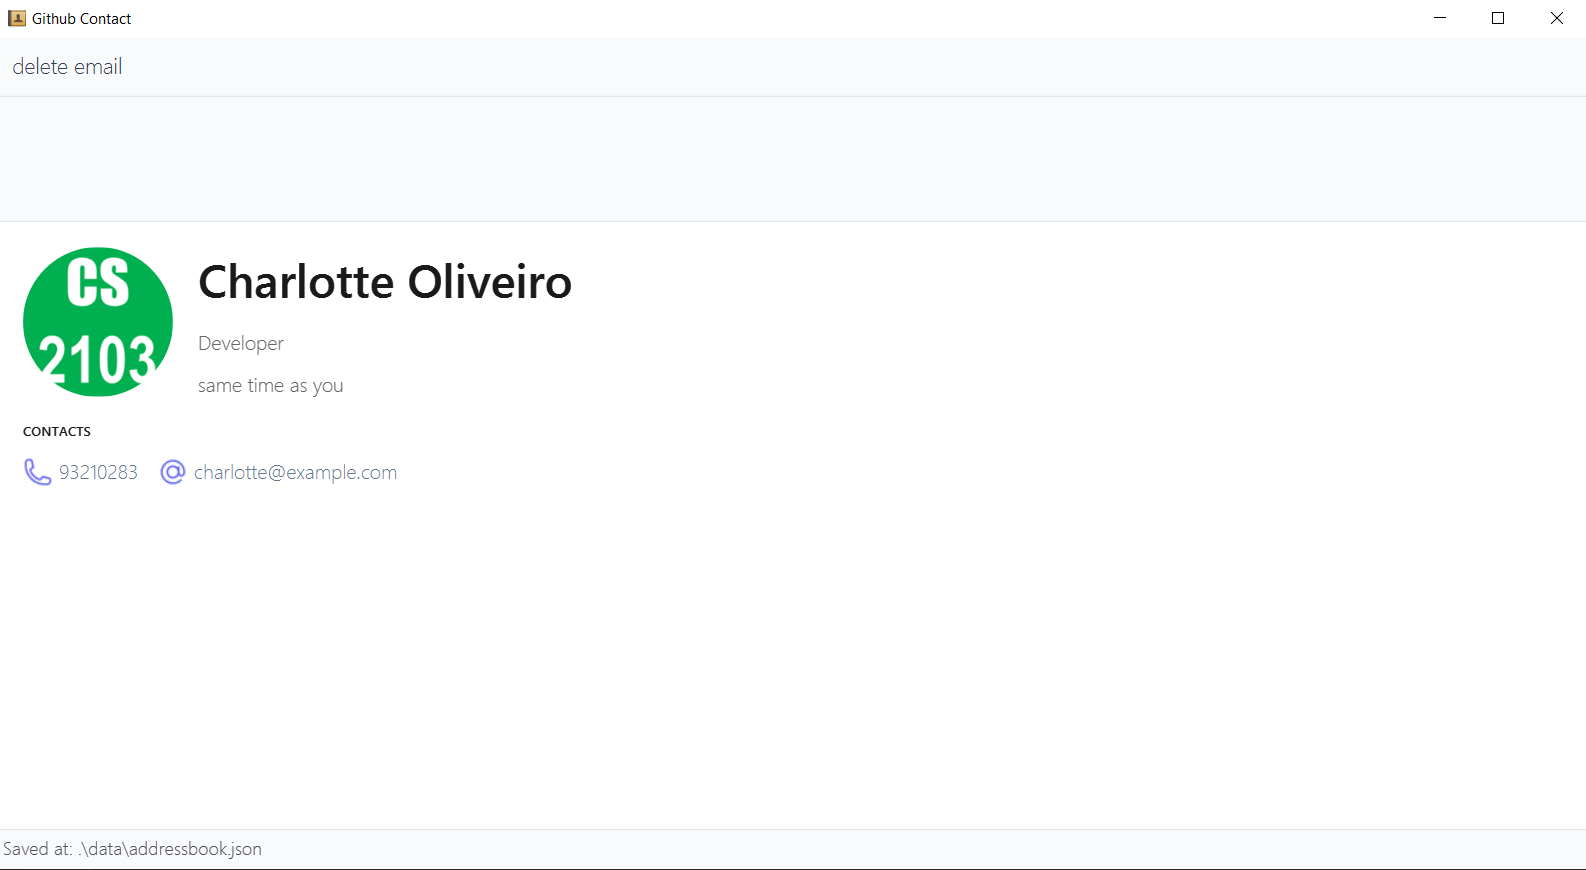 Github Contact
delete email
CS
2103
Charlotte Oliveiro
Developer
same time as you
CONTACTS
93210283 charlotte@example.com
Saved at: .\data\addressbook.json